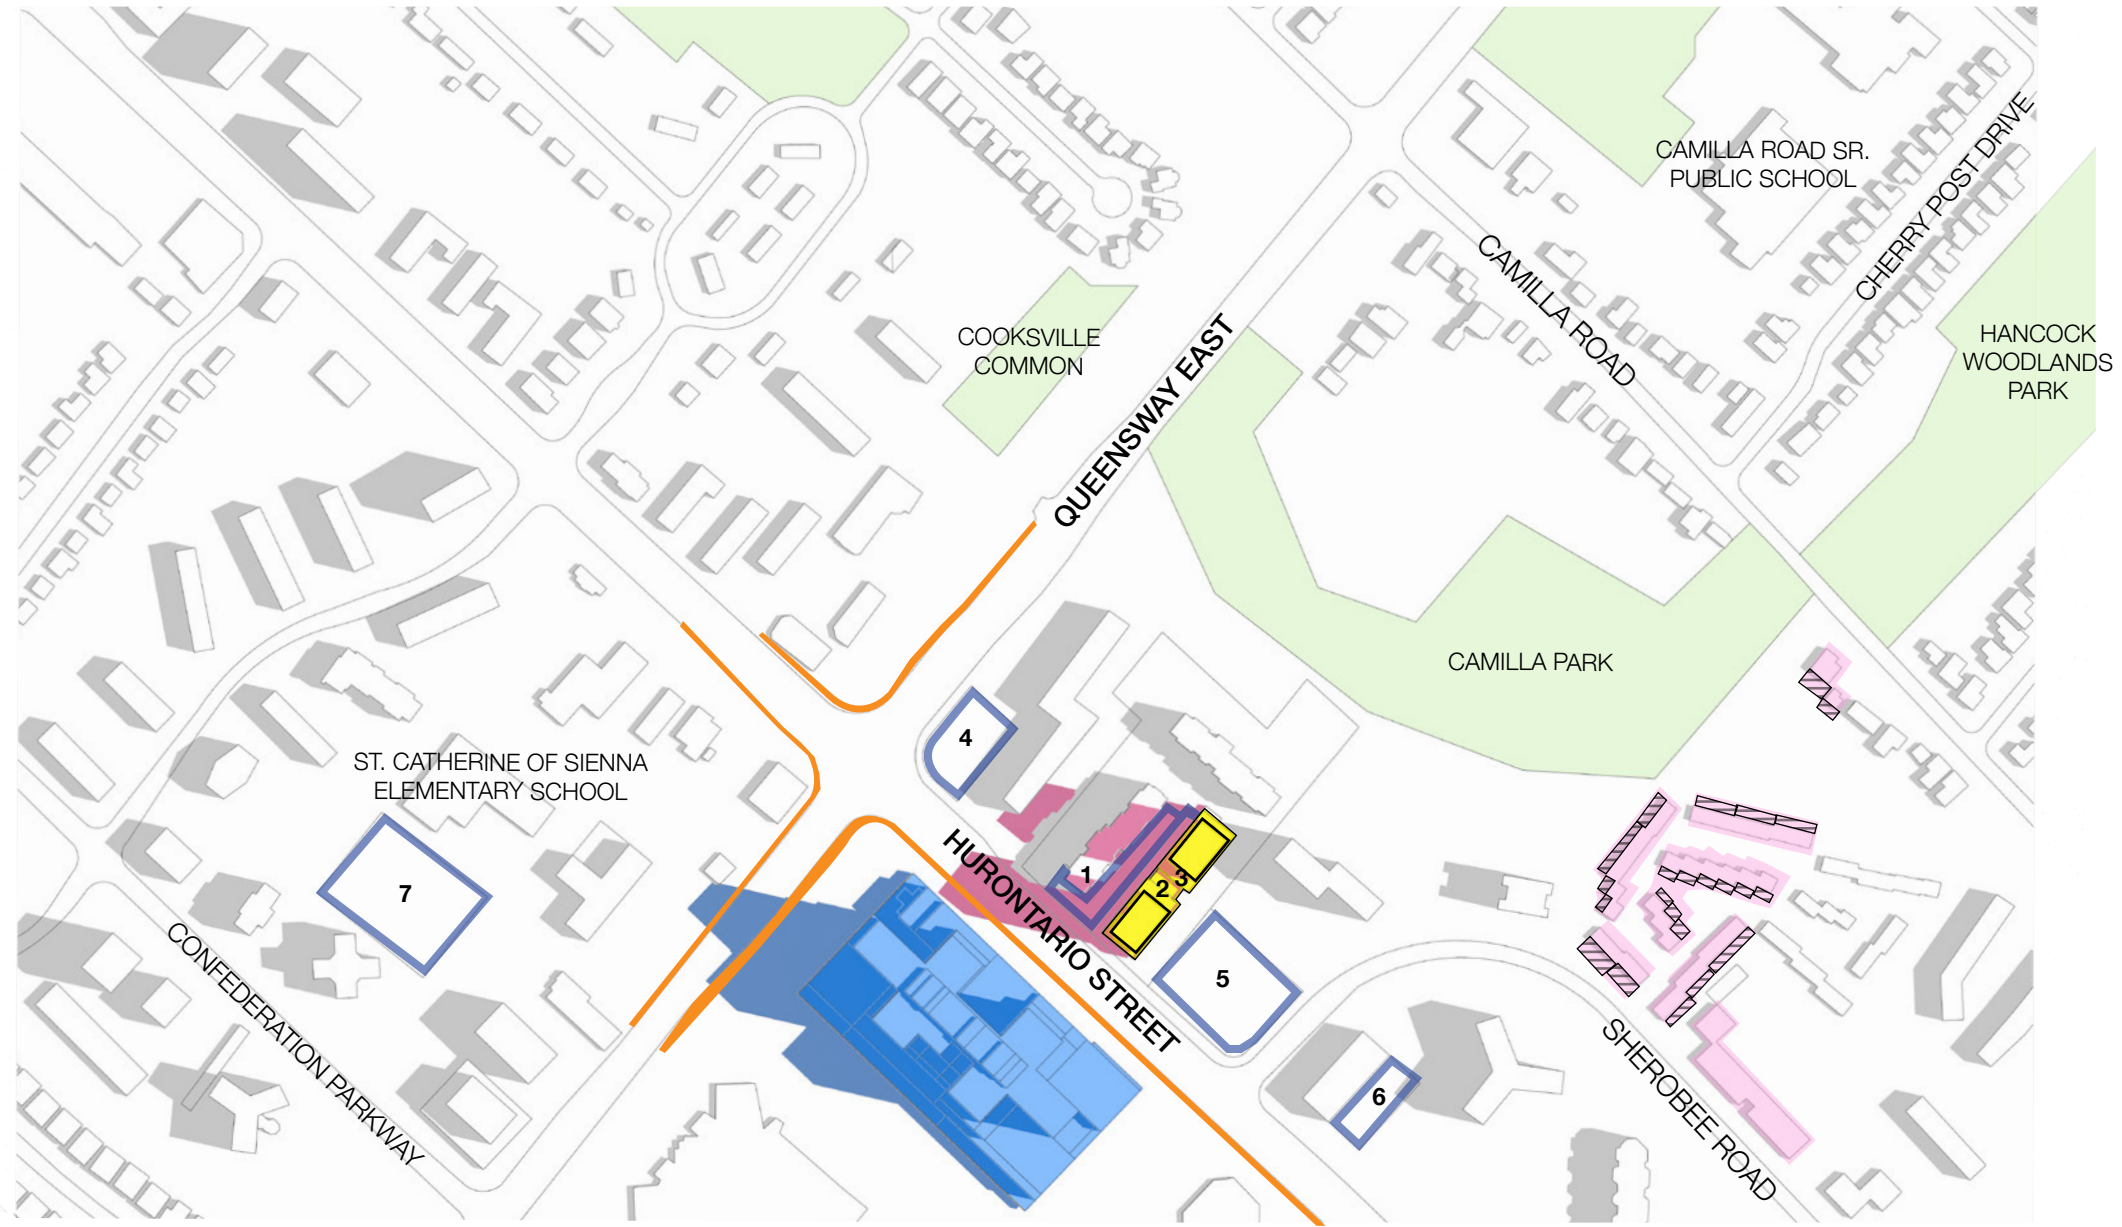 CAMILLA ROAD SR.
PUBLIC SCHOOL
CHERRY POST DRIVE
CAMILLA ROAD
HANCOCK
WOODLANDS
PARK
COOKSVILLE
COMMON
QUEENSWAY EAST
CAMILLA PARK
4
ST. CATHERINE OF SIENNA
ELEMENTARY SCHOOL
7
HURONTARIO STREET
1
2
3
5
6
CONFEDERATION PARKWAY
SHEROBEE ROAD